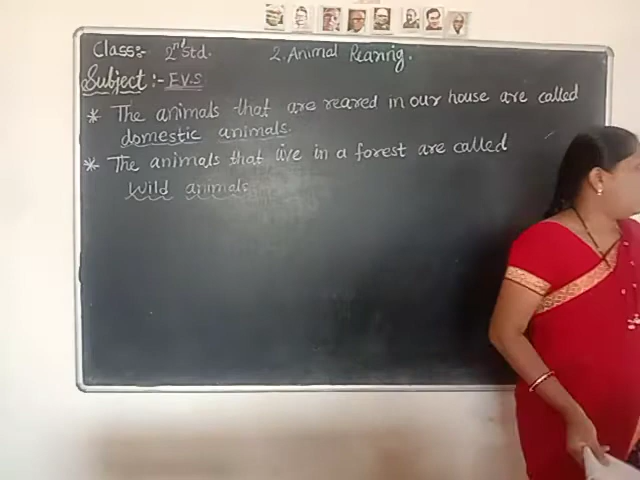 Class:- 2nd Std. 2. Animal Rearing.
Subject :- E.V.S
* The animals that are reared in our house are called
domestic animals.
* The animals that live in a forest are called
Wild animals